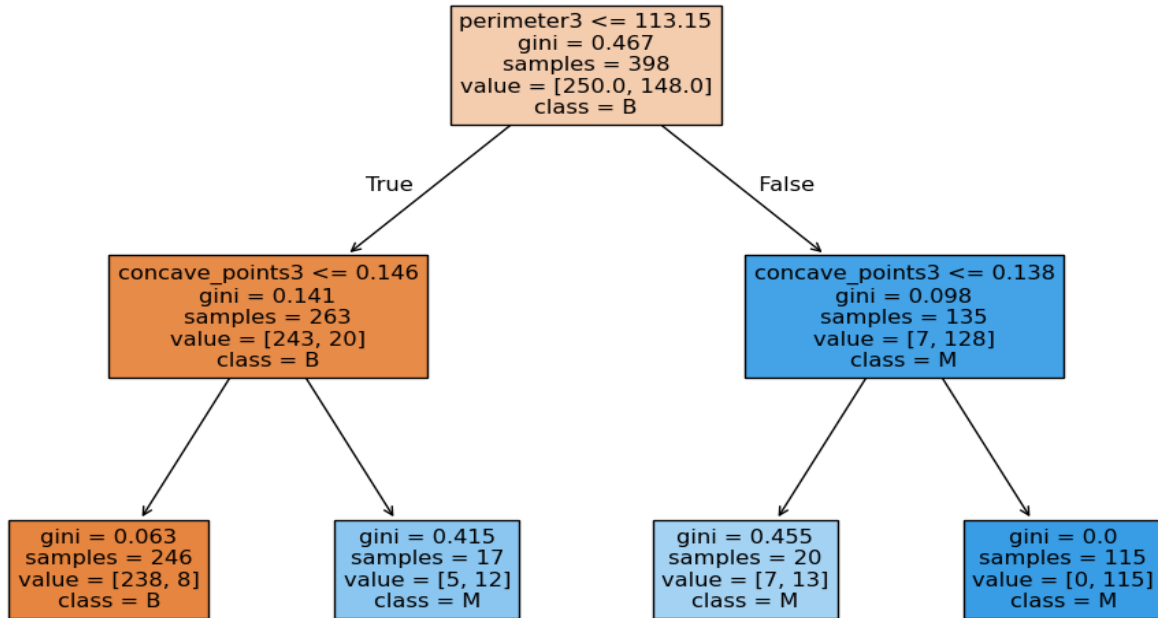 perimeter3 <= 113.15
gini = 0.467
samples = 398
value = [250.0, 148.0]
class = B
True
False
concave_points3 <= 0.146
gini = 0.141
samples = 263
value = [243, 20]
class = B
concave_points3 <= 0.138
gini = 0.098
samples = 135
value = [7, 128]
class = M
gini = 0.063
samples = 246
value = [238, 8]
class = B
gini = 0.415
samples = 17
value = [5, 12]
class = M
gini = 0.455
samples = 20
value = [7, 13]
class = M
gini = 0.0
samples = 115
value = [0, 115]
class = M